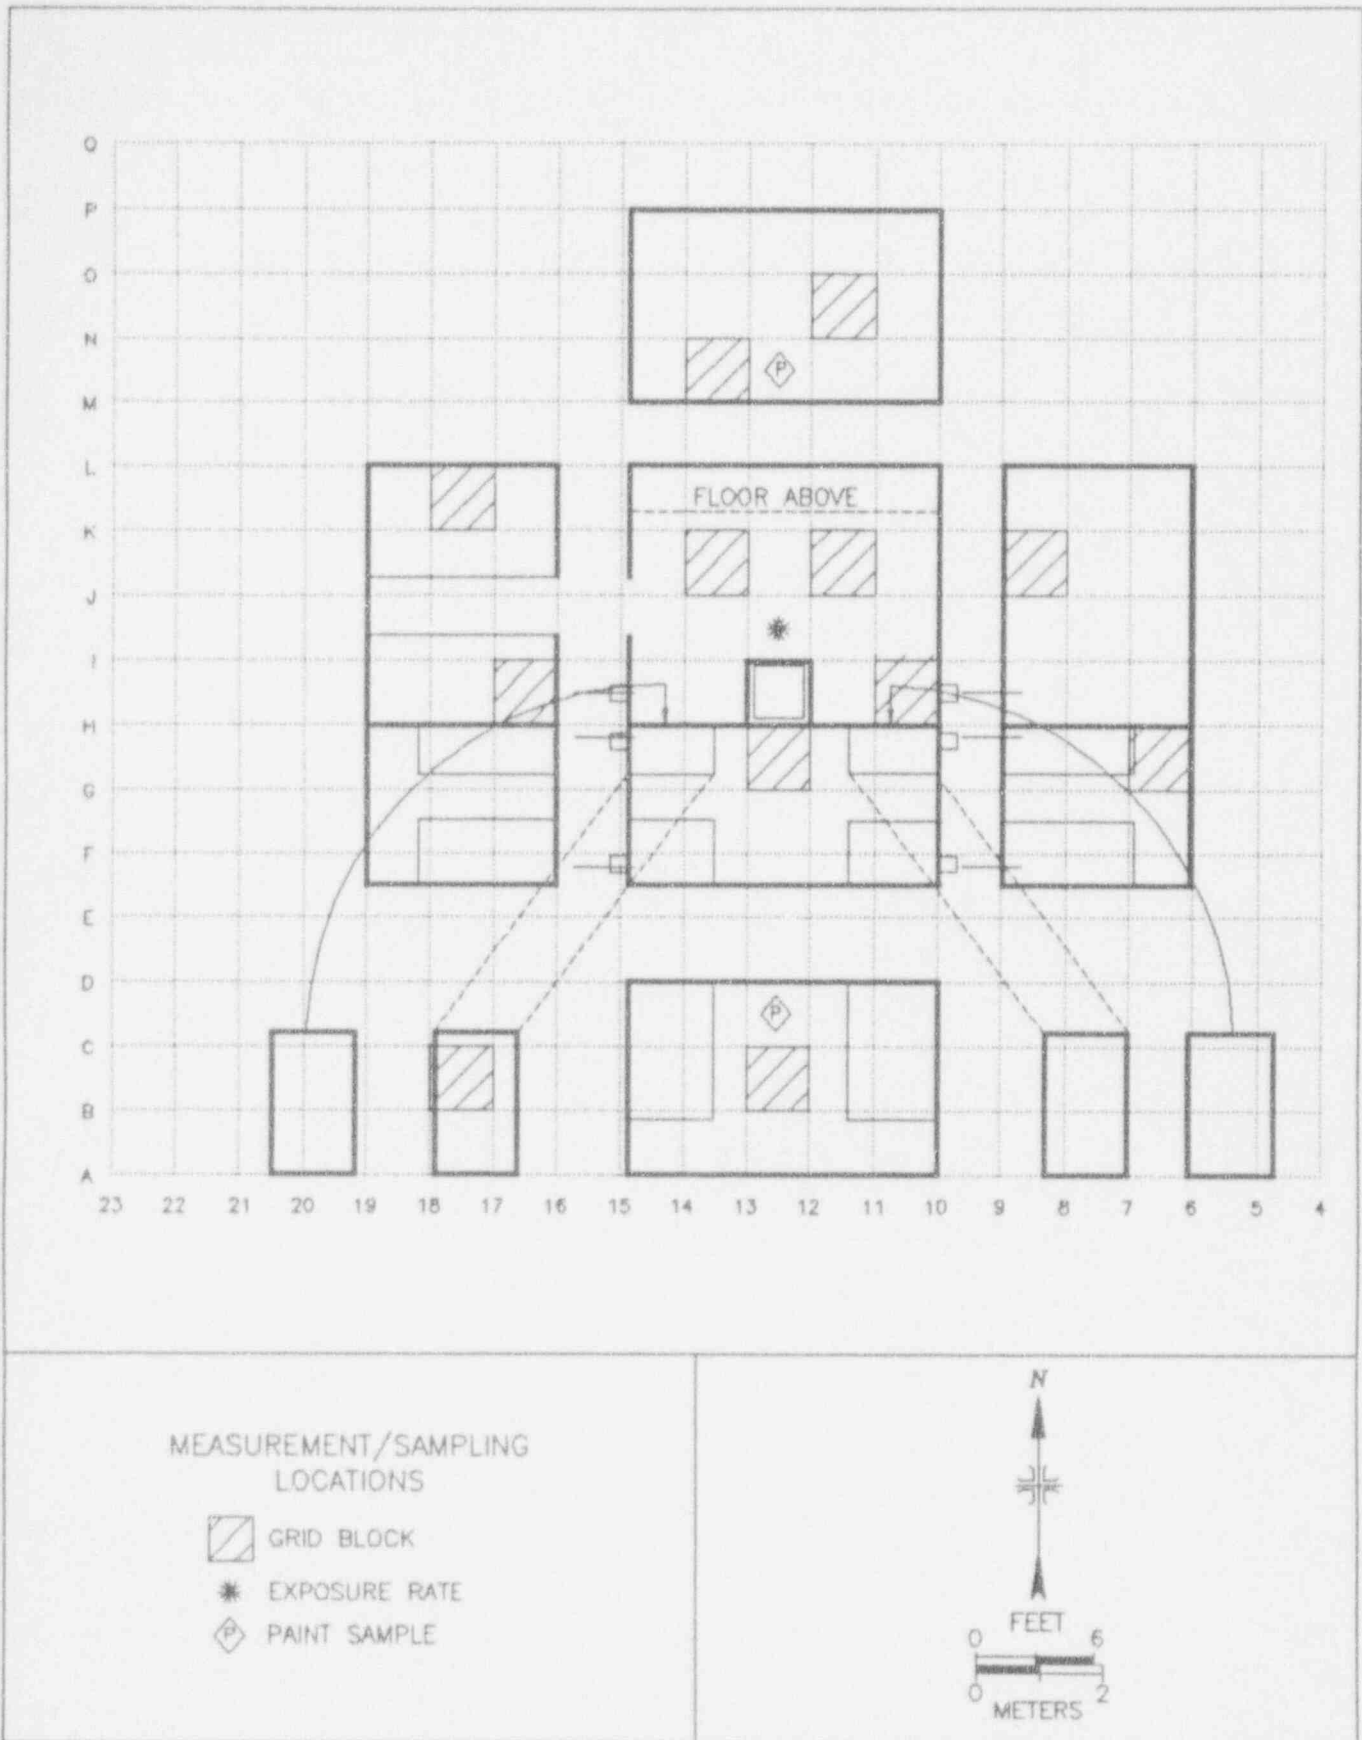 Q
P
O
N
M
L
FLOOR ABOVE
K
J
I
H
G
F
E
D
C
B
A
23 22 21 20 19 18 17 16 15 14 13 12 11 10 9 8 7 6 5 4
P
P
MEASUREMENT/SAMPLING
LOCATIONS
GRID BLOCK
EXPOSURE RATE
P PAINT SAMPLE
N
FEET
0 6
0 2
METERS